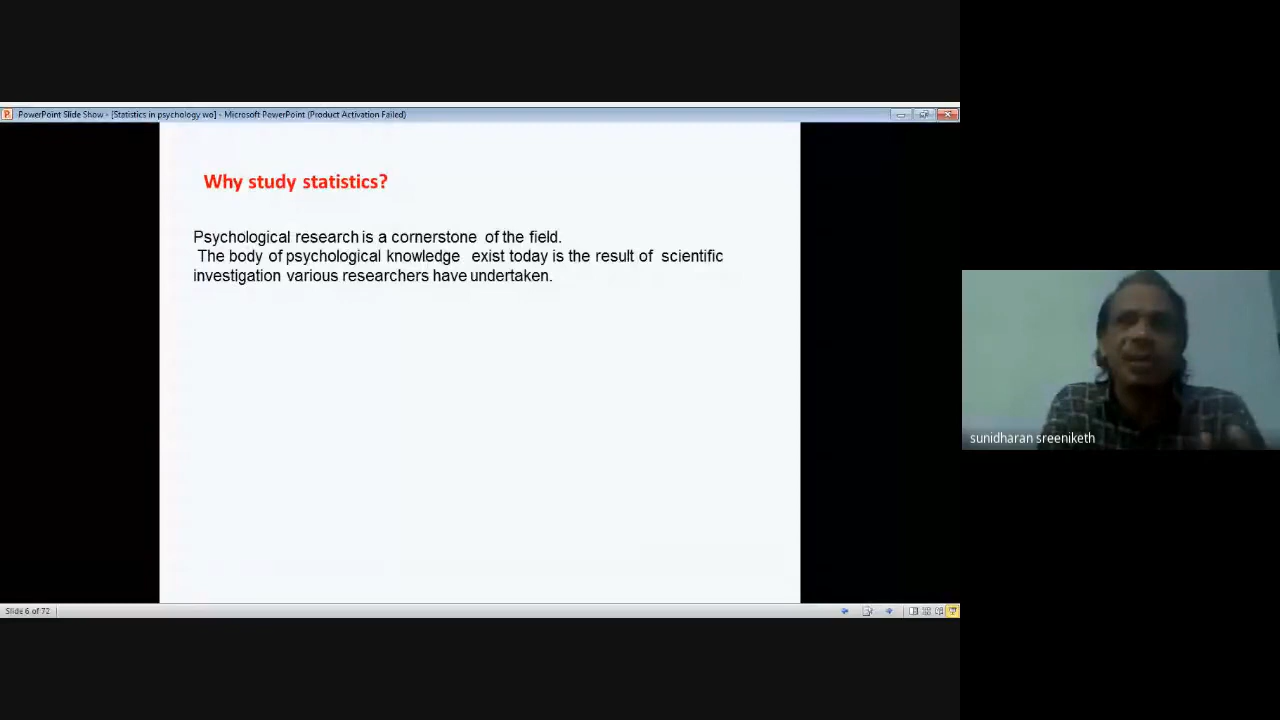 PowerPoint Slide Show - [Statistics in psychology wo] - Microsoft PowerPoint (Product Activation Failed)
Why study statistics?
Psychological research is a cornerstone of the field.
The body of psychological knowledge exist today is the result of scientific
investigation various researchers have undertaken.
sunidharan sreeniketh
Slide 6 of 72